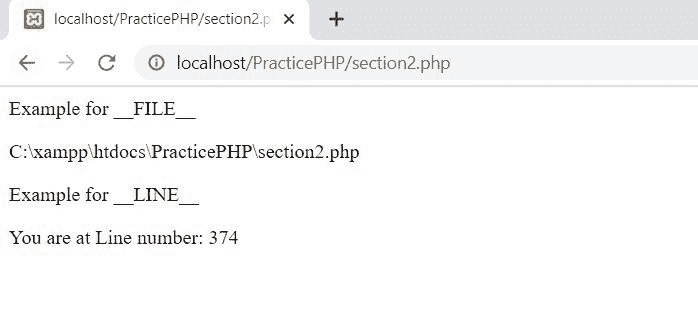 localhost/PracticePHP/section2.p
localhost/PracticePHP/section2.php
Example for __FILE__
C:\xampp\htdocs\PracticePHP\section2.php
Example for __LINE__
You are at Line number: 374